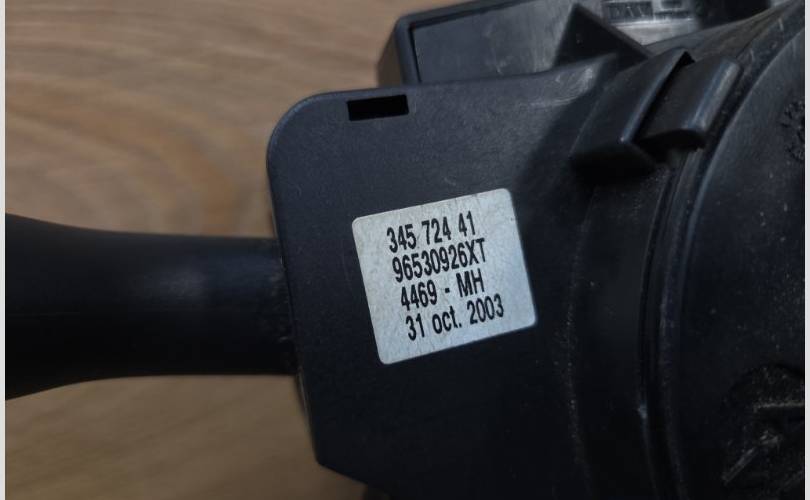 345 724 41
96530926XT
4469 - MH
31 oct. 2003